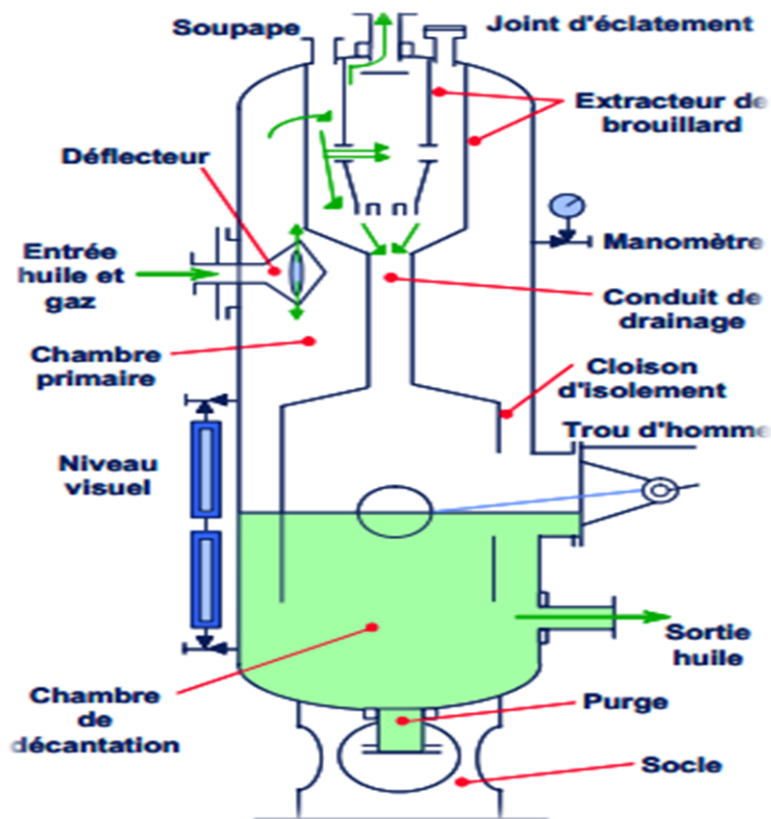 Soupape
Joint d'éclatement
Extracteur de
brouillard
Déflecteur
Entrée
huile et
gaz
Manomètre
Conduit de
drainage
Chambre
primaire
Cloison
d'isolement
Trou d'homme
Niveau
visuel
Sortie
huile
Chambre
de
décantation
Purge
Socle